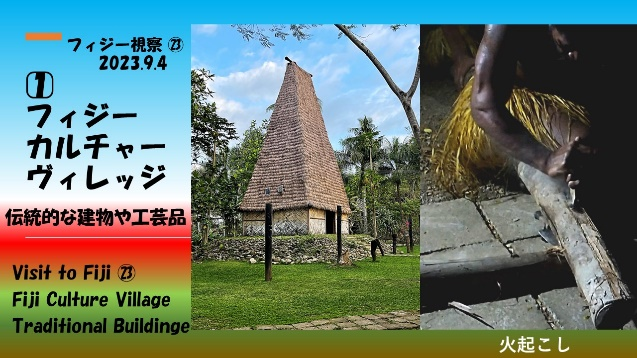 フィジー視察 ㉓
2023.9.4
①
フィジー
カルチャー
ヴィレッジ
伝統的な建物や工芸品
Visit to Fiji ㉓
Fiji Culture Village
Traditional Buildinge
火起こし